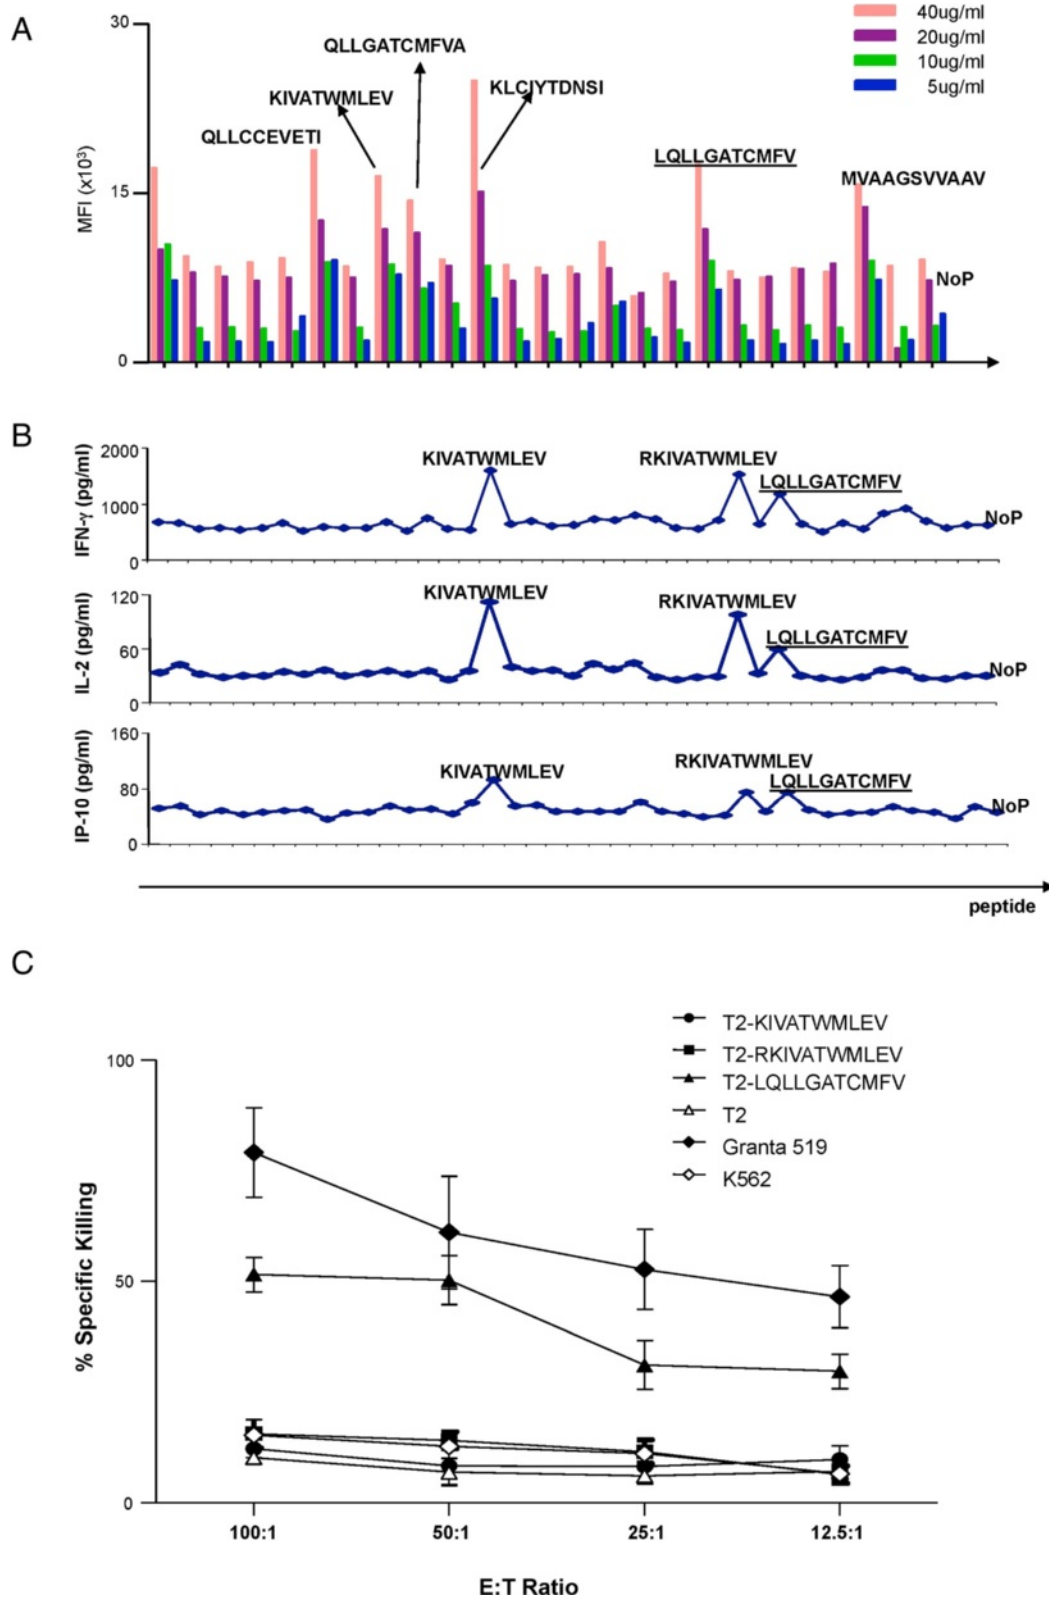 A
30
40ug/ml
20ug/ml
10ug/ml
5ug/ml
QLLGATCMFVA
KIVATWMLEV
KLCIYTDNSI
QLLCCEVETI
LQLLGATCMFV
MVAAGSVVAAV
MFI (x10³)
15
NoP
0
B
IFN-γ (pg/ml)
2000
1000
0
KIVATWMLEV
RKIVATWMLEV
LQLLGATCMFV
NoP
IL-2 (pg/ml)
120
60
0
KIVATWMLEV
RKIVATWMLEV
LQLLGATCMFV
NoP
IP-10 (pg/ml)
160
80
0
KIVATWMLEV
RKIVATWMLEV
LQLLGATCMFV
NoP
peptide
C
T2-KIVATWMLEV
T2-RKIVATWMLEV
T2-LQLLGATCMFV
T2
Granta 519
K562
% Specific Killing
100
50
0
100:1
50:1
25:1
12.5:1
E:T Ratio